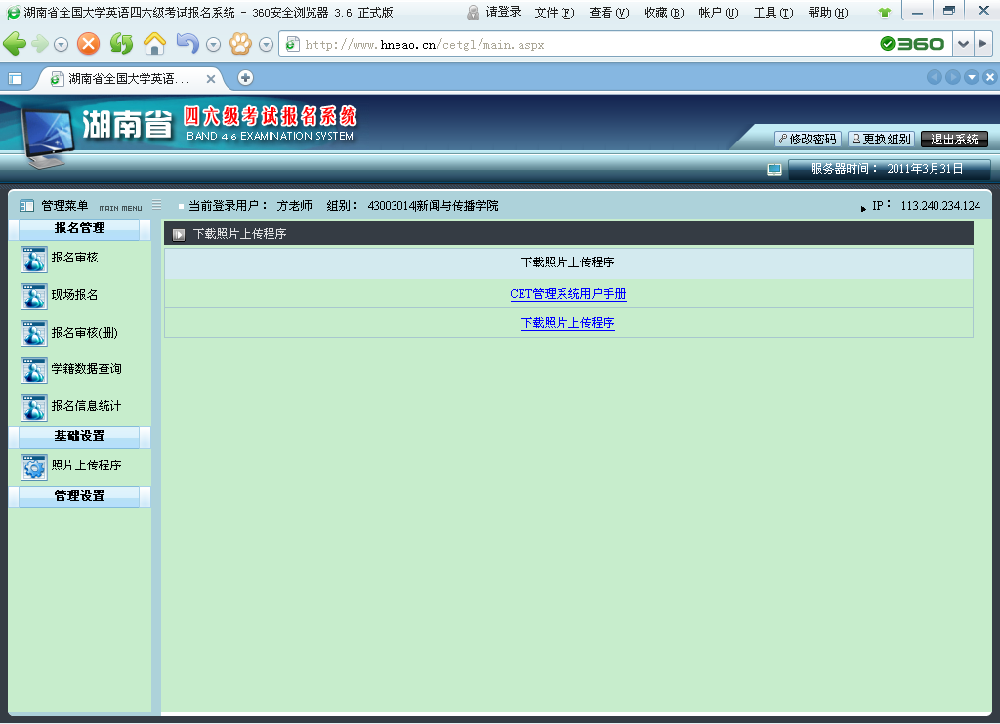 湖南省全国大学英语四六级考试报名系统 - 360安全浏览器 3.6 正式版
请登录 文件(F) 查看(V) 收藏(B) 帐户(U) 工具(T) 帮助(H)
http://www.hneao.cn/cetgl/main.aspx
360
湖南省全国大学英语...
湖南省 四六级考试报名系统
BAND 4 6 EXAMINATION SYSTEM
修改密码 更换组别 退出系统
服务器时间： 2011年3月31日
管理菜单 MAIN MENU
当前登录用户： 方老师 组别： 43003014|新闻与传播学院
IP： 113.240.234.124
报名管理
报名审核
现场报名
报名审核(册)
学籍数据查询
报名信息统计
基础设置
照片上传程序
管理设置
下载照片上传程序
下载照片上传程序
CET管理系统用户手册
下载照片上传程序